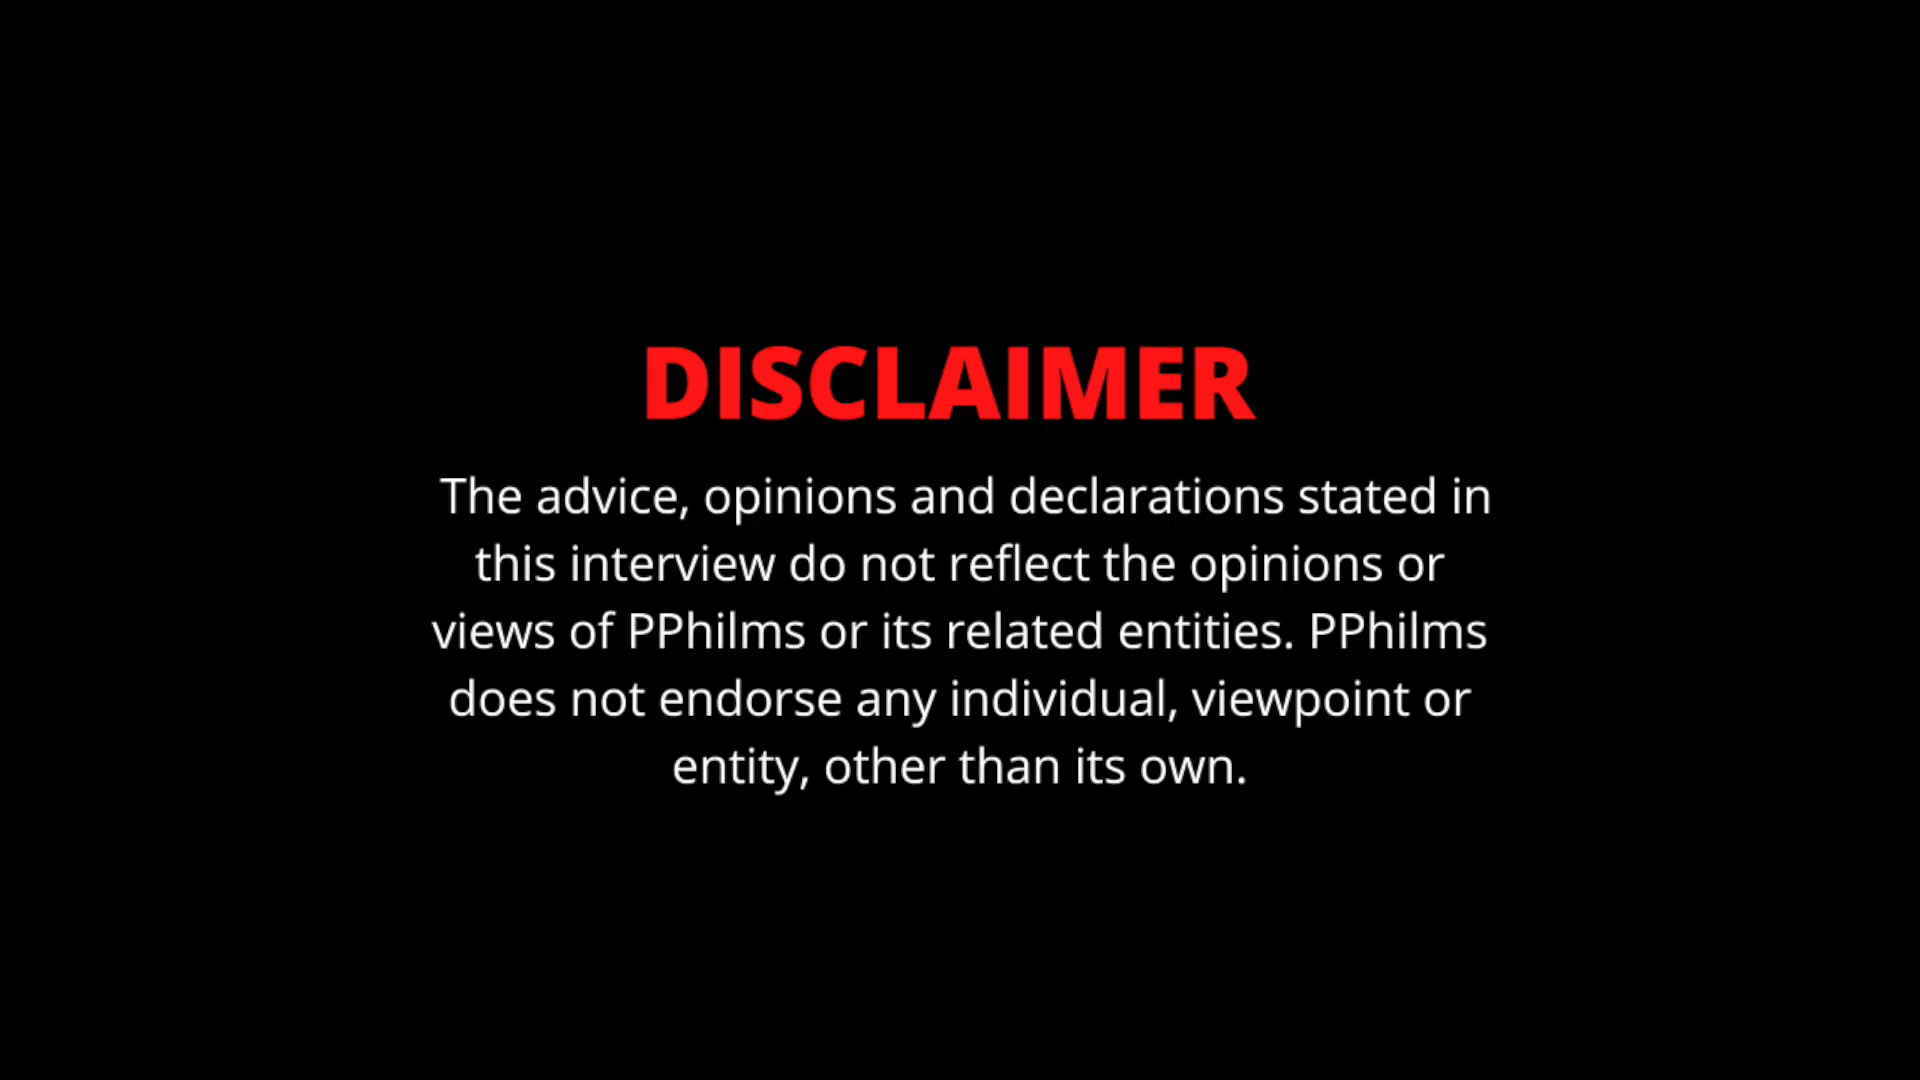 DISCLAIMER
The advice, opinions and declarations stated in
this interview do not reflect the opinions or
views of PPhilms or its related entities. PPhilms
does not endorse any individual, viewpoint or
entity, other than its own.